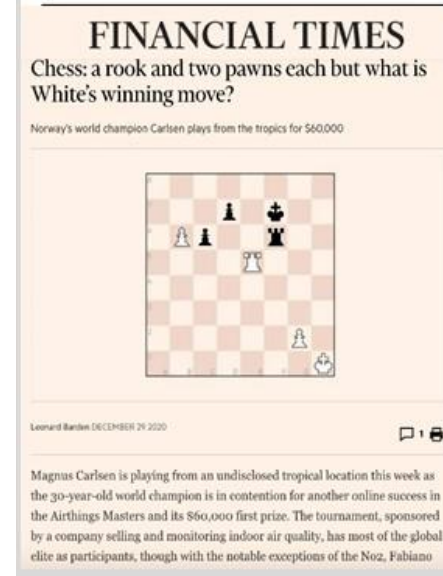 FINANCIAL TIMES
Chess: a rook and two pawns each but what is
White's winning move?
Norway's world champion Carlsen plays from the tropics for $60,000
Leonard Barden DECEMBER 29 2020
1
Magnus Carlsen is playing from an undisclosed tropical location this week as
the 30-year-old world champion is in contention for another online success in
the Airthings Masters and its $60,000 first prize. The tournament, sponsored
by a company selling and monitoring indoor air quality, has most of the global
elite as participants, though with the notable exceptions of the No2, Fabiano